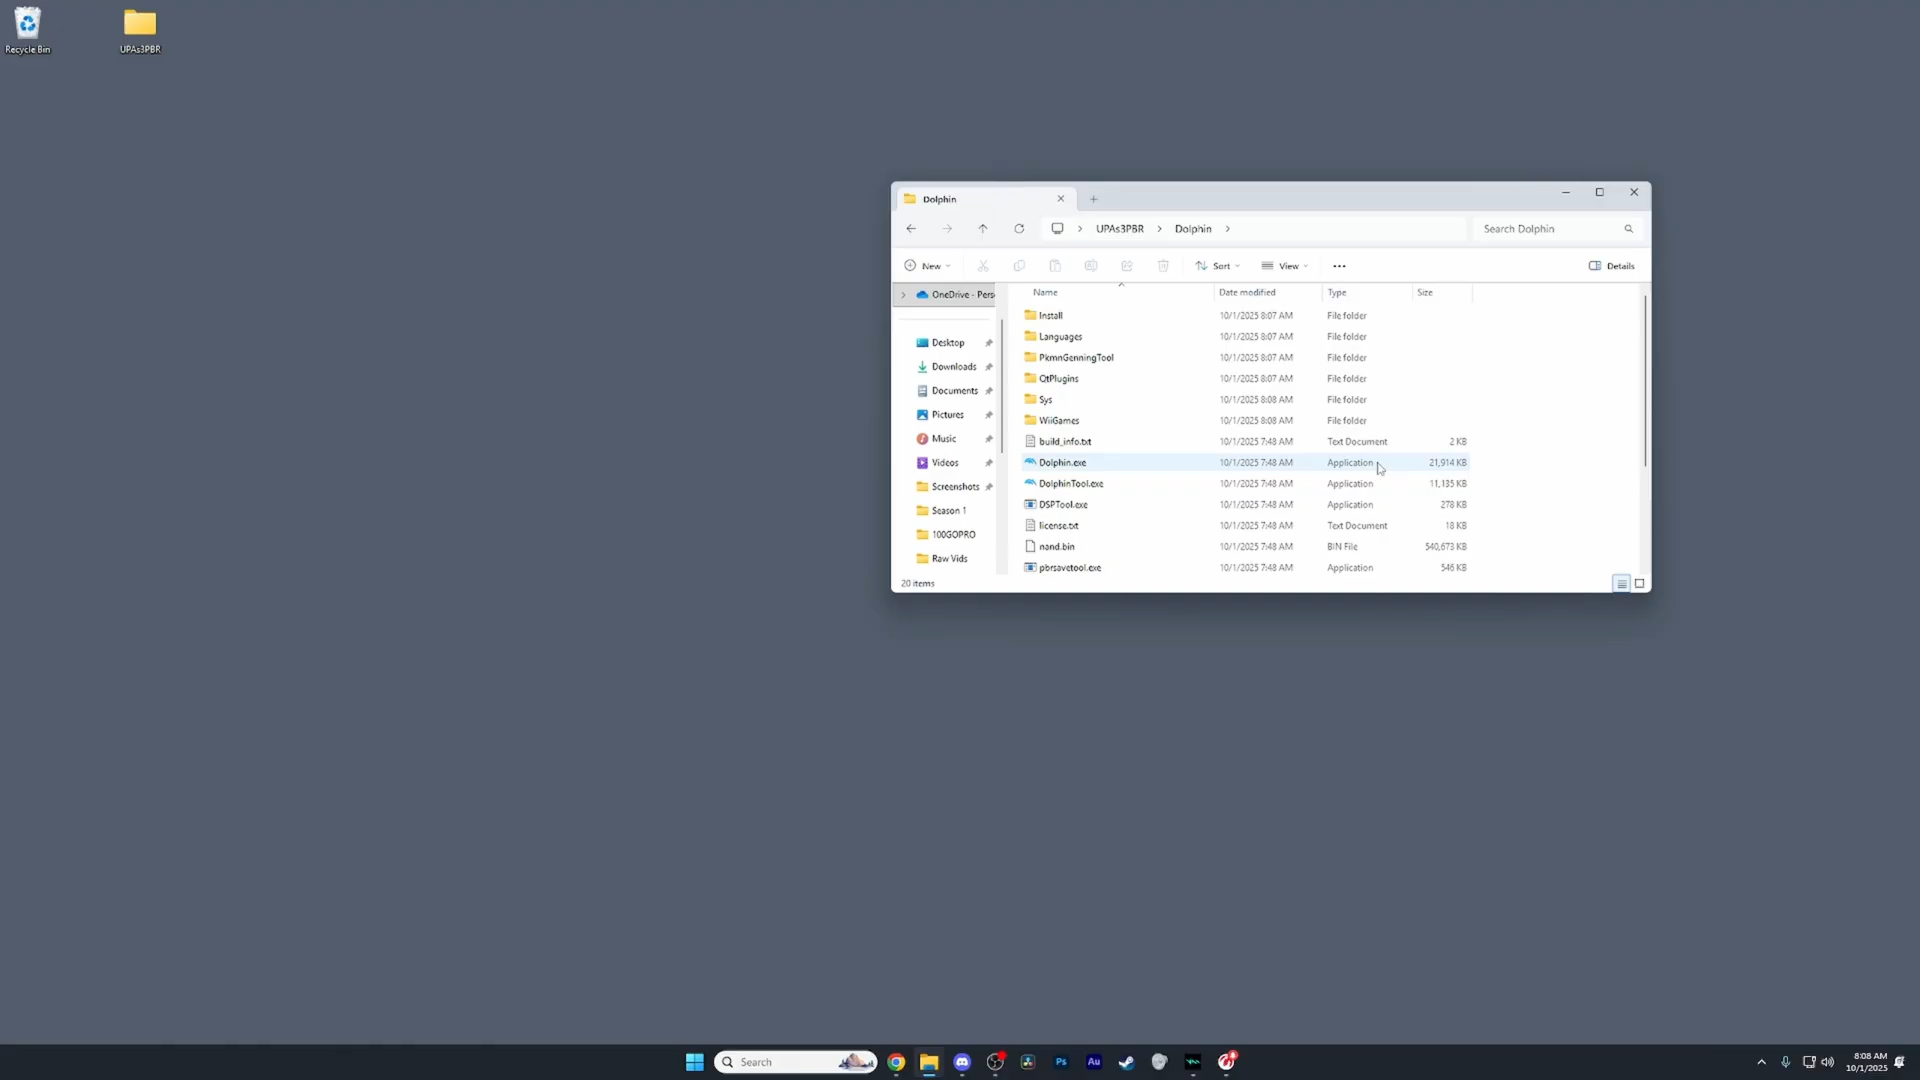 Recycle Bin
UPAs3PBR
Dolphin
UPAs3PBR
Dolphin
Search Dolphin
New
Sort
View
Details
OneDrive - Pers
Desktop
Downloads
Documents
Pictures
Music
Videos
Screenshots
Season 1
100GOPRO
Raw Vids
Name Date modified Type Size
Install 10/1/2025 8:07 AM File folder
Languages 10/1/2025 8:07 AM File folder
PkmnGenningTool 10/1/2025 8:07 AM File folder
QtPlugins 10/1/2025 8:07 AM File folder
Sys 10/1/2025 8:08 AM File folder
WiiGames 10/1/2025 8:08 AM File folder
build_info.txt 10/1/2025 7:48 AM Text Document 2 KB
Dolphin.exe 10/1/2025 7:48 AM Application 21,914 KB
DolphinTool.exe 10/1/2025 7:48 AM Application 11,135 KB
DSPTool.exe 10/1/2025 7:48 AM Application 278 KB
license.txt 10/1/2025 7:48 AM Text Document 18 KB
nand.bin 10/1/2025 7:48 AM BIN File 540,673 KB
pbrsavetool.exe 10/1/2025 7:48 AM Application 546 KB
20 items
Search
Ps
Au
8:08 AM
10/1/2025